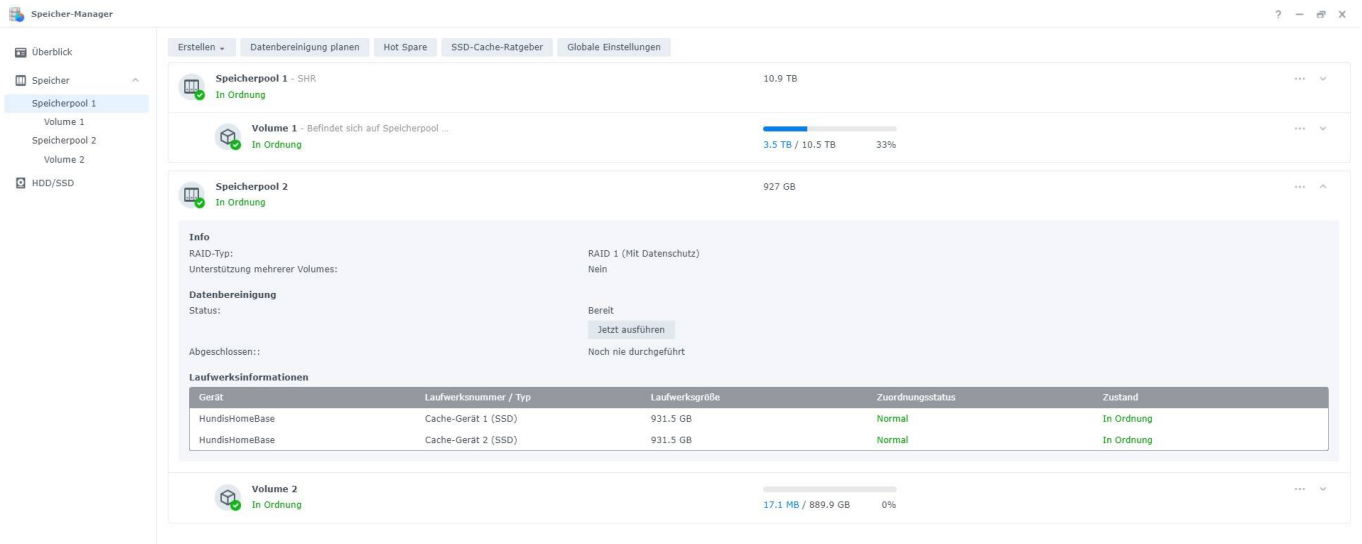 Speicher-Manager
Überblick
Speicher
Speicherpool 1
Volume 1
Speicherpool 2
Volume 2
HDD/SSD
Erstellen
Datenbereinigung planen
Hot Spare
SSD-Cache-Ratgeber
Globale Einstellungen
Speicherpool 1 - SHR
10.9 TB
In Ordnung
Volume 1 - Befindet sich auf Speicherpool ...
In Ordnung
3.5 TB / 10.5 TB 33%
Speicherpool 2
927 GB
In Ordnung
Info
RAID-Typ: RAID 1 (Mit Datenschutz)
Unterstützung mehrerer Volumes: Nein
Datenbereinigung
Status: Bereit
Jetzt ausführen
Abgeschlossen:: Noch nie durchgeführt
Laufwerksinformationen
Gerät Laufwerksnummer / Typ Laufwerksgröße Zuordnungsstatus Zustand
HundisHomeBase Cache-Gerät 1 (SSD) 931.5 GB Normal In Ordnung
HundisHomeBase Cache-Gerät 2 (SSD) 931.5 GB Normal In Ordnung
Volume 2
In Ordnung
17.1 MB / 889.9 GB 0%